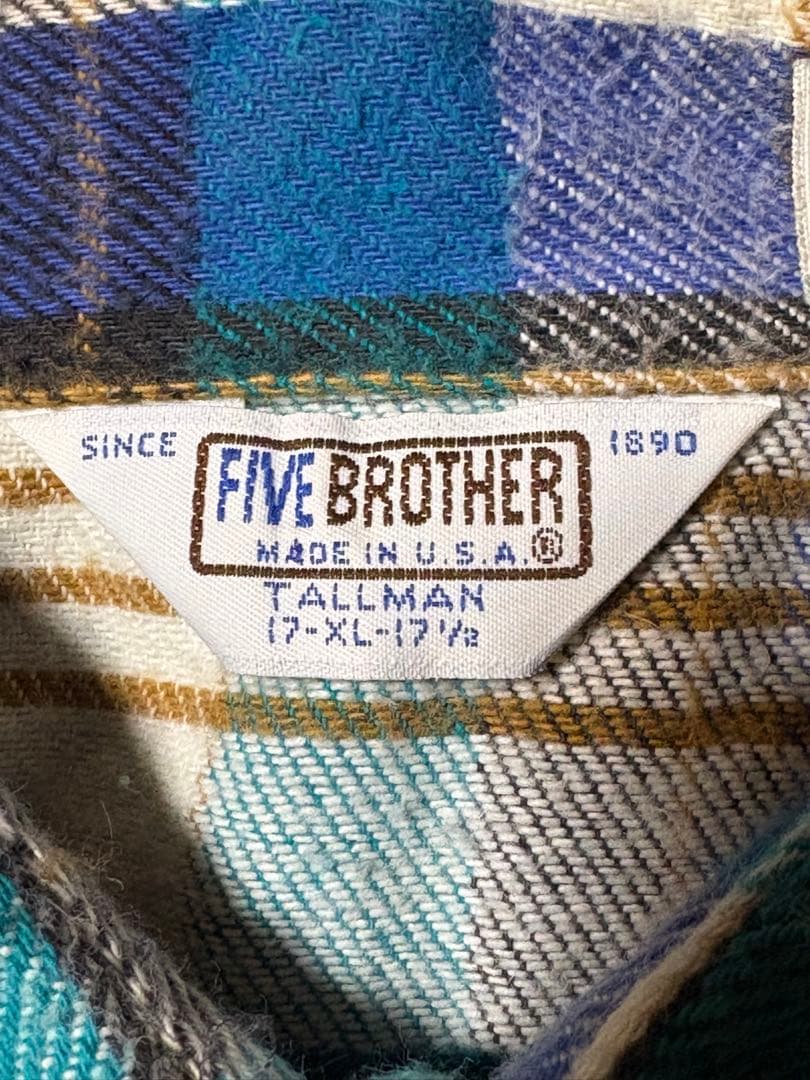 SINCE 1890
FIVE BROTHER
MADE IN U.S.A.®
TALLMAN
17-XL-17½